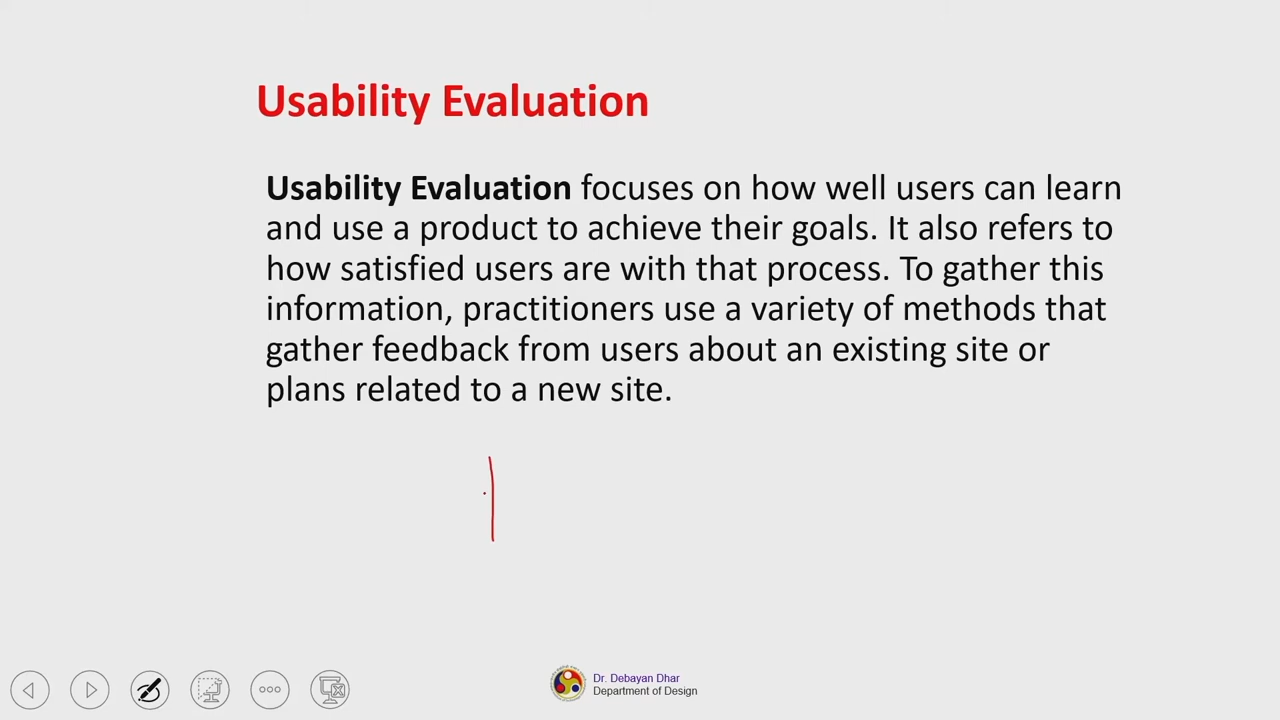 Usability Evaluation
Usability Evaluation focuses on how well users can learn
and use a product to achieve their goals. It also refers to
how satisfied users are with that process. To gather this
information, practitioners use a variety of methods that
gather feedback from users about an existing site or
plans related to a new site.
Dr. Debayan Dhar
Department of Design